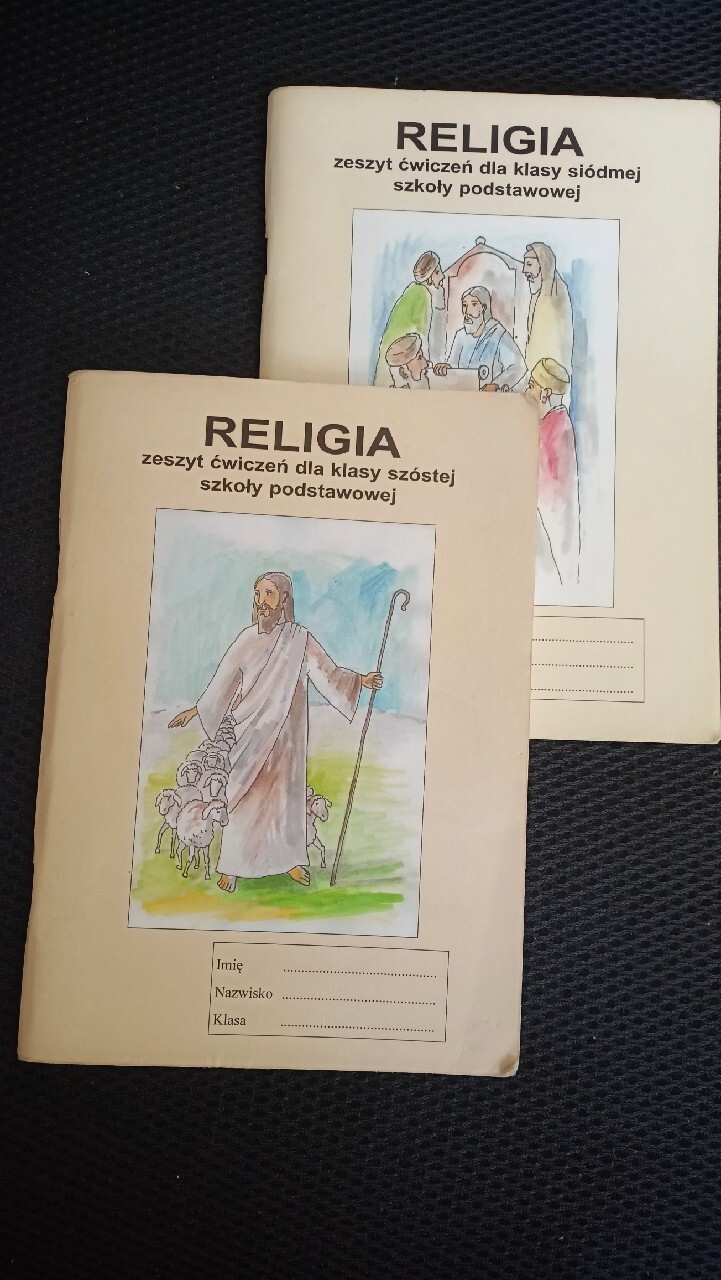 RELIGIA
zeszyt ćwiczeń dla klasy siódmej
szkoły podstawowej
RELIGIA
zeszyt ćwiczeń dla klasy szóstej
szkoły podstawowej
Imię
Nazwisko
Klasa